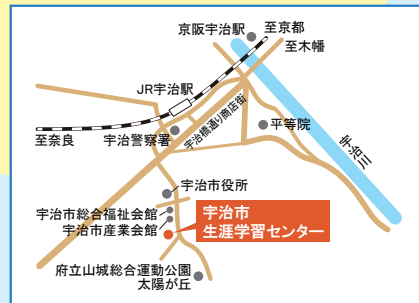 京阪宇治駅
至京都
至木幡
JR宇治駅
宇治橋通り商店街
至奈良
宇治警察署
平等院
宇治川
宇治市役所
宇治市総合福祉会館
宇治市産業会館
宇治市
生涯学習センター
府立山城総合運動公園
太陽が丘